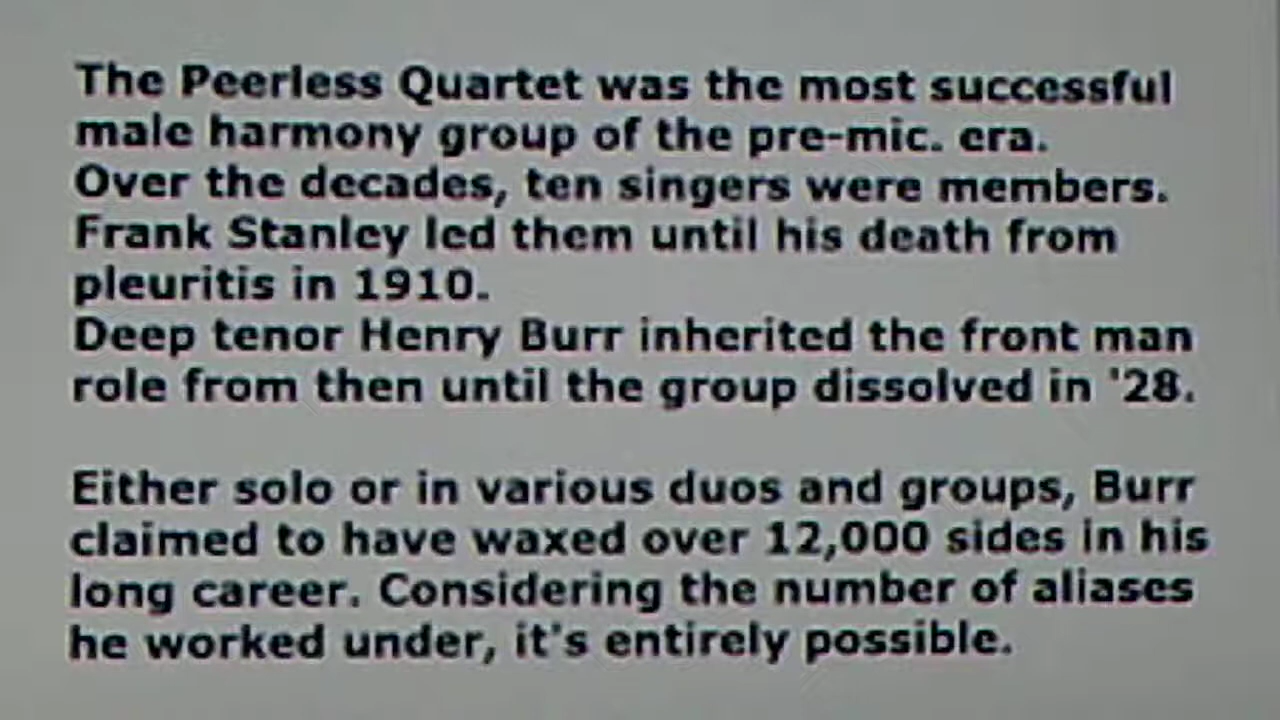 The Peerless Quartet was the most successful
male harmony group of the pre-mic. era.
Over the decades, ten singers were members.
Frank Stanley led them until his death from
pleuritis in 1910.
Deep tenor Henry Burr inherited the front man
role from then until the group dissolved in '28.
Either solo or in various duos and groups, Burr
claimed to have waxed over 12,000 sides in his
long career. Considering the number of aliases
he worked under, it's entirely possible.